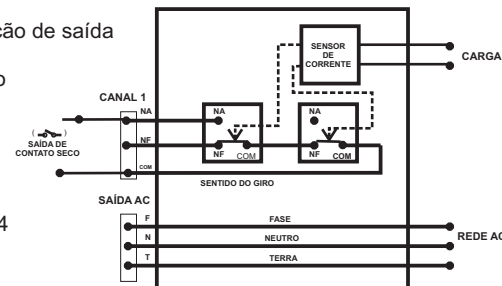 ção de saída
o
4
SENSOR
DE
CORRENTE
CARGA
CANAL 1
NA
NF
COM
( )
SAÍDA DE
CONTATO SECO
NA
NF
COM
NA
NF
COM
SENTIDO DO GIRO
SAÍDA AC
F
FASE
N
NEUTRO
T
TERRA
REDE AC